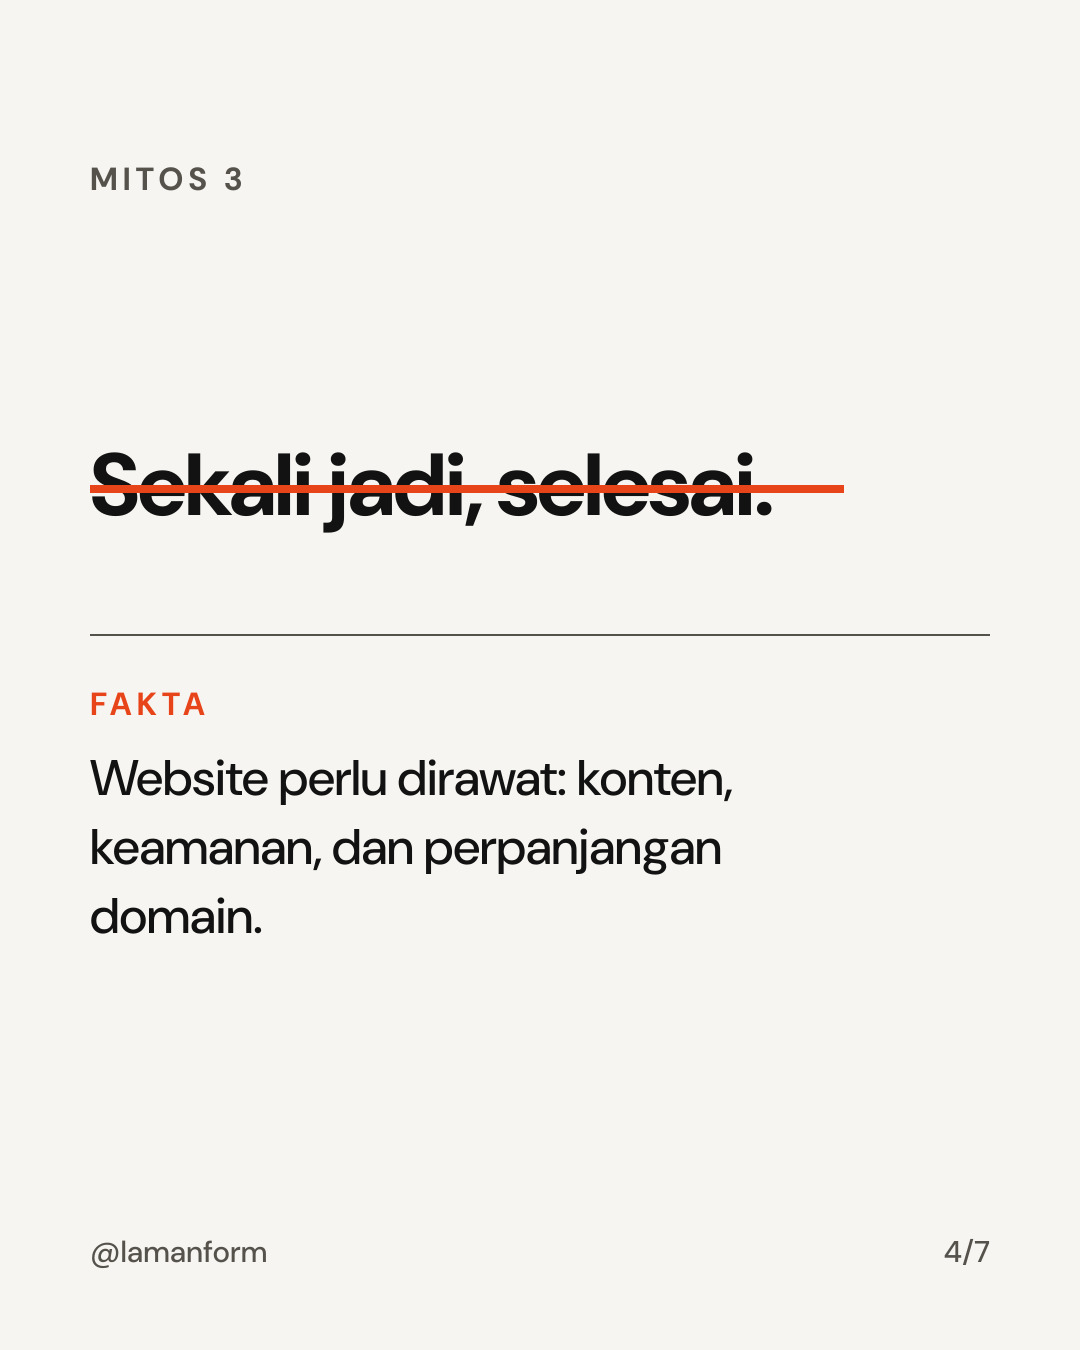 MITOS 3
Sekali jadi, selesai.
FAKTA
Website perlu dirawat: konten,
keamanan, dan perpanjangan
domain.
@lamanform
4/7